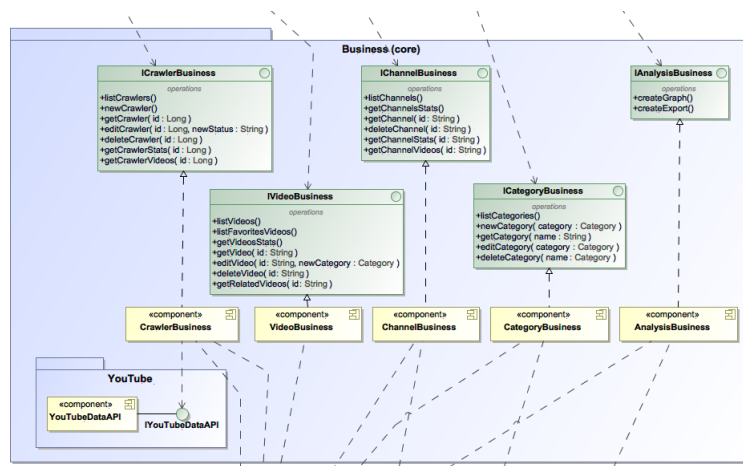 Business (core)
ICrawlerBusiness
operations
+listCrawlers()
+newCrawler()
+getCrawler( id : Long )
+editCrawler( id : Long, newStatus : String )
+deleteCrawler( id : Long )
+getCrawlerStats( id : Long )
+getCrawlerVideos( id : Long )
IChannelBusiness
operations
+listChannels()
+getChannelsStats()
+getChannel( id : String )
+deleteChannel( id : String )
+getChannelStats( id : String )
+getChannelVideos( id : String )
IAnalysisBusiness
operations
+createGraph()
+createExport()
IVideoBusiness
operations
+listVideos()
+listFavoritesVideos()
+getVideosStats()
+getVideo( id : String )
+editVideo( id : String, newCategory : Category )
+deleteVideo( id : String )
+getRelatedVideos( id : String )
ICategoryBusiness
operations
+listCategories()
+newCategory( category : Category )
+getCategory( name : String )
+editCategory( category : Category )
+deleteCategory( name : Category )
«component»
CrawlerBusiness
«component»
VideoBusiness
«component»
ChannelBusiness
«component»
CategoryBusiness
«component»
AnalysisBusiness
YouTube
«component»
YouTubeDataAPI
IYouTubeDataAPI